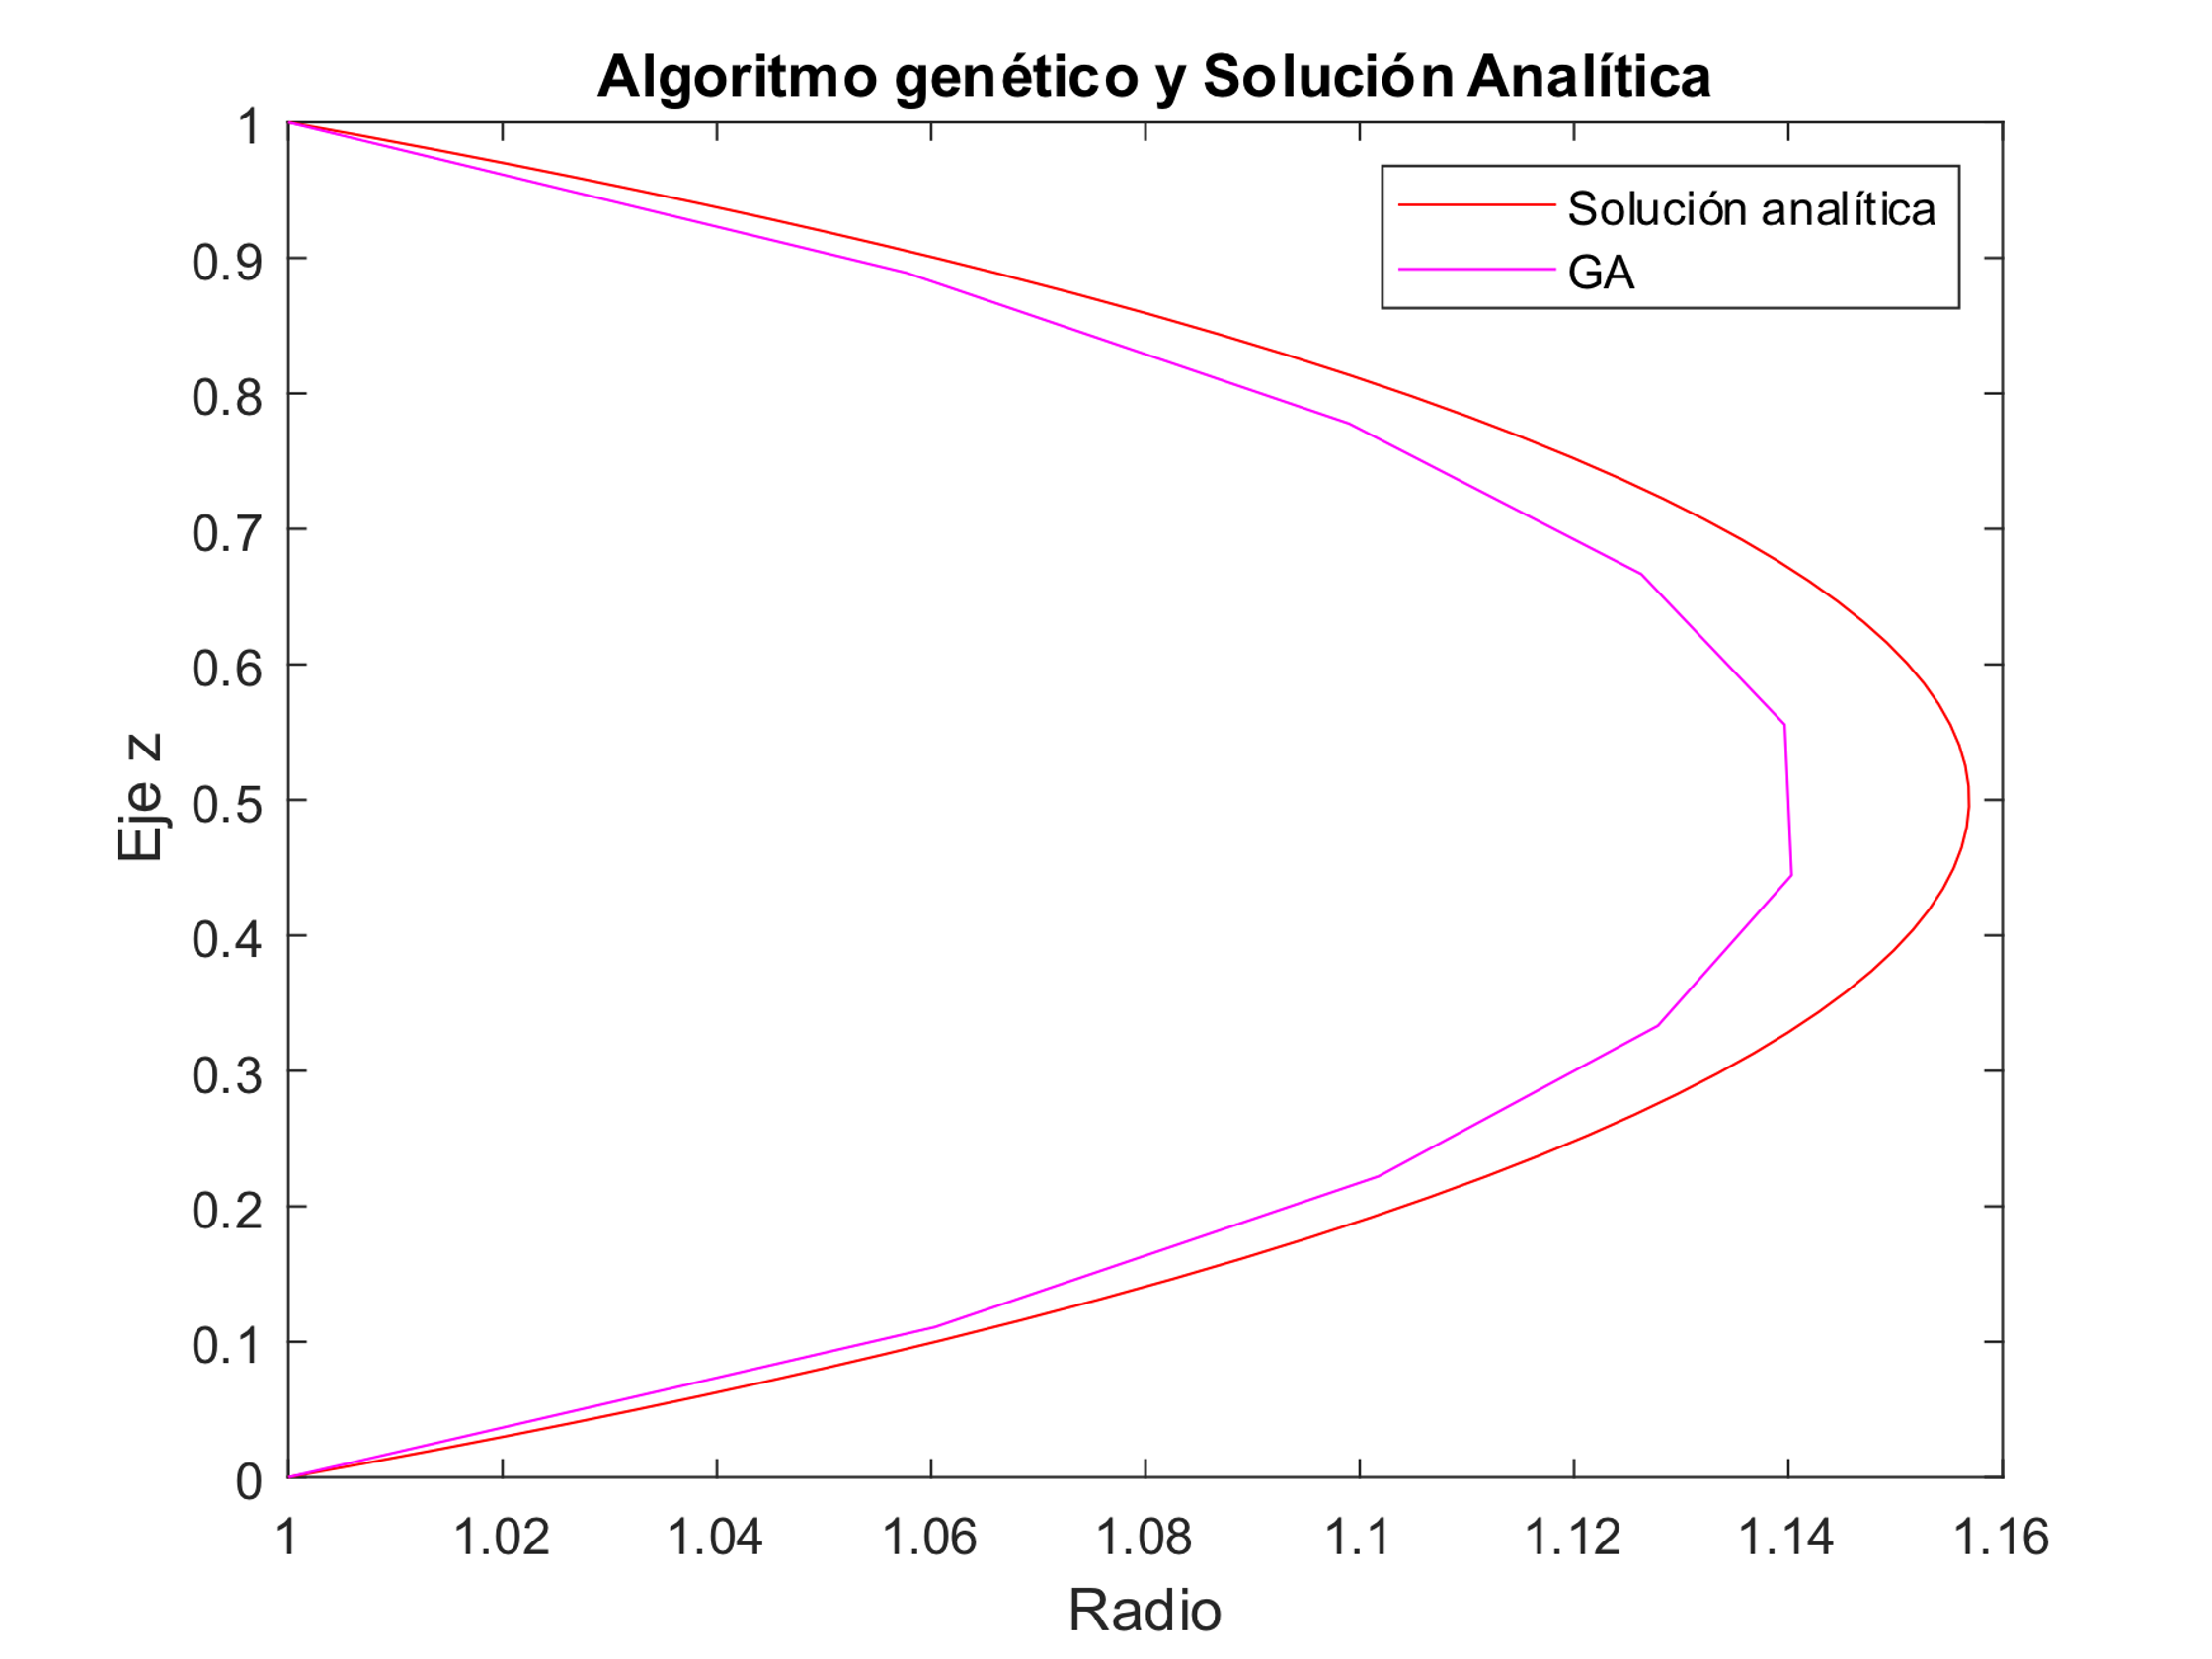 Algoritmo genético y Solución Analítica
Solución analítica
GA
1
0.9
0.8
0.7
0.6
0.5
0.4
0.3
0.2
0.1
0
Eje z
1 1.02 1.04 1.06 1.08 1.1 1.12 1.14 1.16
Radio